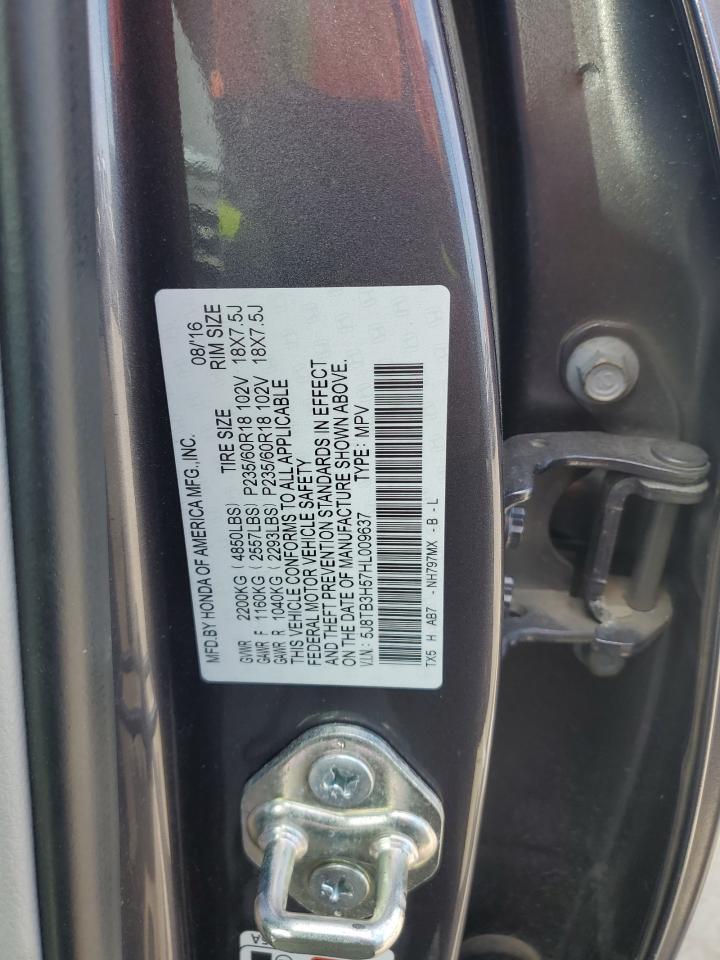 MFD.BY HONDA OF AMERICA MFG.,INC. 08/'16
TIRE SIZE RIM SIZE
GVWR 2200KG (4850LBS)
GAWR F 1160KG (2557LBS) P235/60R18 102V 18X7.5J
GAWR R 1040KG (2293LBS) P235/60R18 102V 18X7.5J
THIS VEHICLE CONFORMS TO ALL APPLICABLE
FEDERAL MOTOR VEHICLE SAFETY
AND THEFT PREVENTION STANDARDS IN EFFECT
ON THE DATE OF MANUFACTURE SHOWN ABOVE.
V.I.N.: 5J8TB3H67HL009637 TYPE: MPV
TX5 H AB7 -NH797MX -B -L